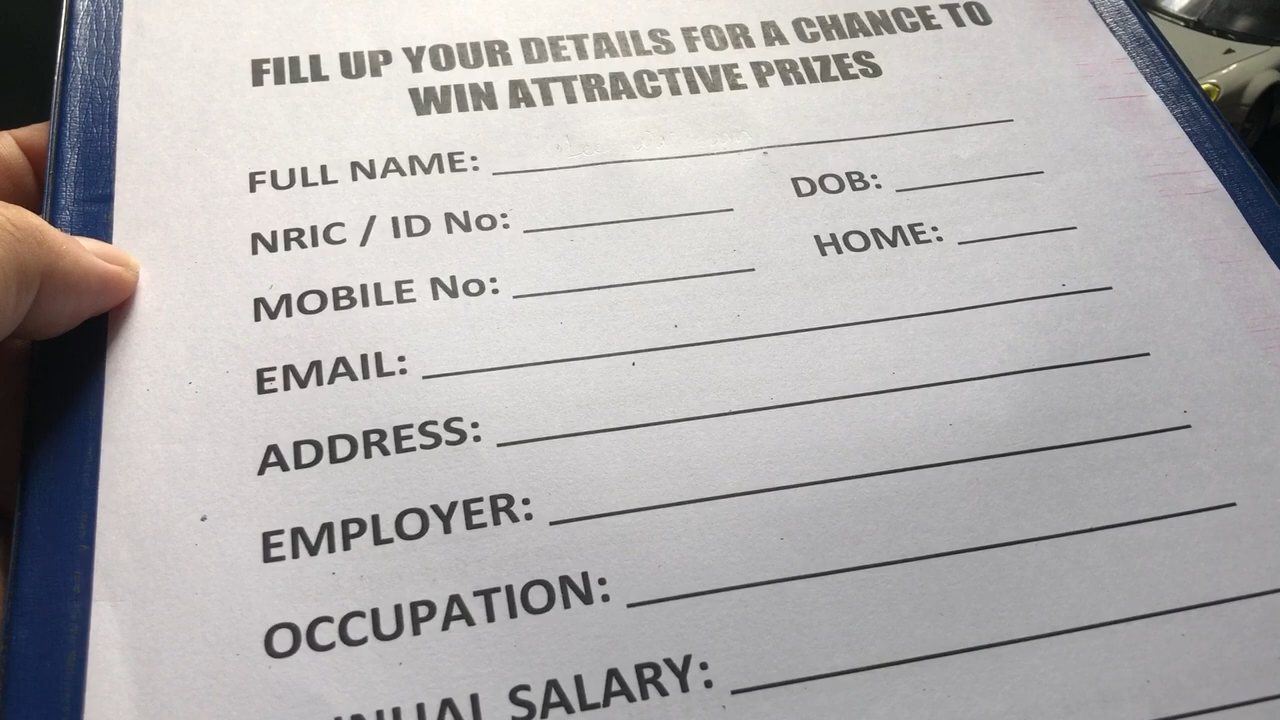 FILL UP YOUR DETAILS FOR A CHANCE TO
WIN ATTRACTIVE PRIZES
FULL NAME:
NRIC / ID No: DOB:
MOBILE No: HOME:
EMAIL:
ADDRESS:
EMPLOYER:
OCCUPATION:
SALARY: